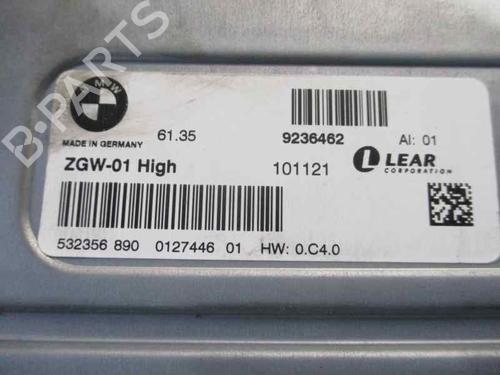 BMW
MADE IN GERMANY 61.35 9236462 AI: 01
ZGW-01 High 101121 LEAR
CORPORATION
532356 890 0127446 01 HW: 0.C4.0
B-PARTS